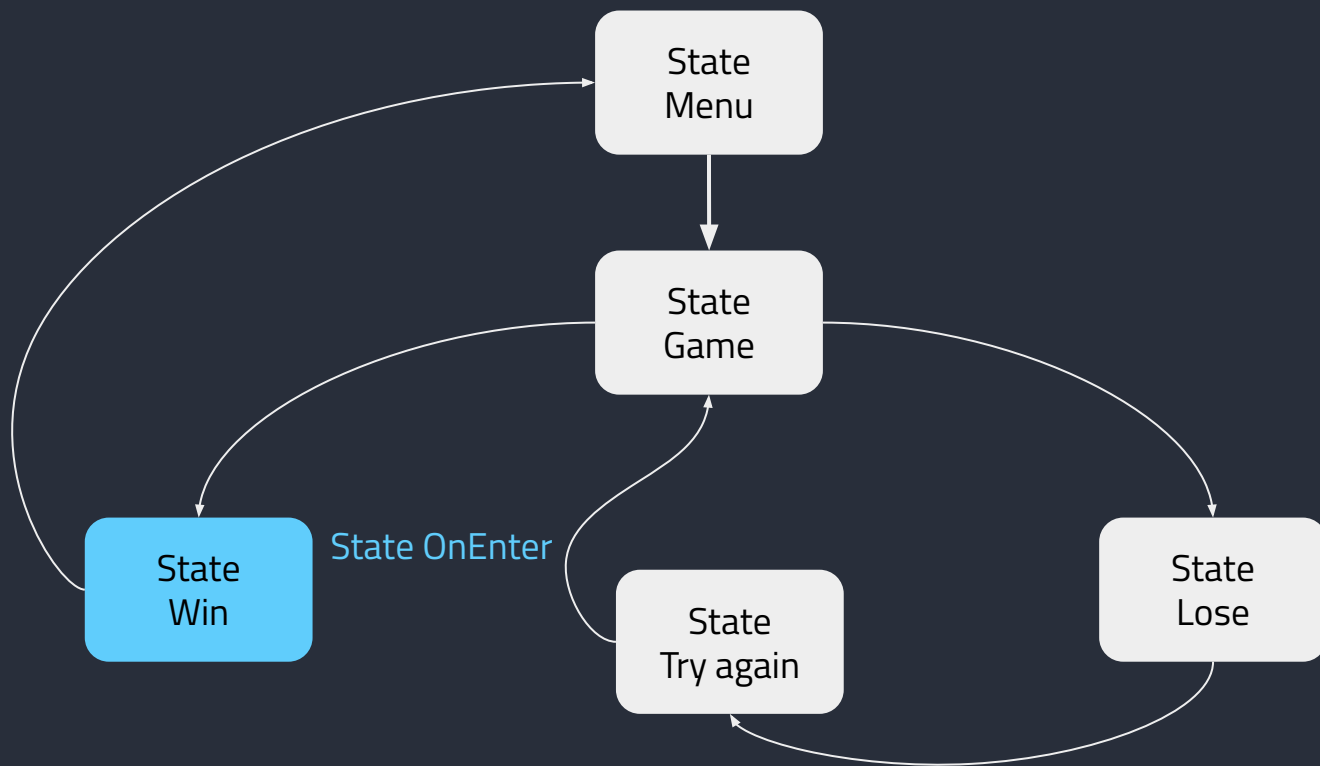 State
Menu
State
Game
State
Win
State OnEnter
State
Try again
State
Lose